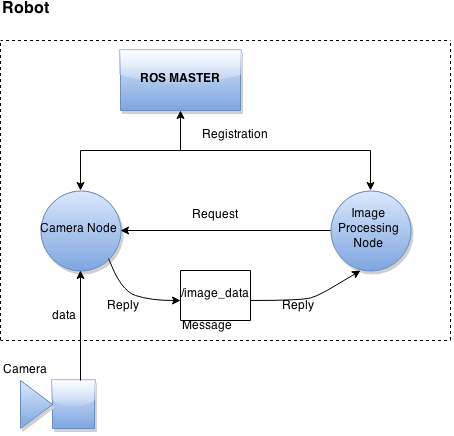 Robot
ROS MASTER
Registration
Camera Node
Request
Image
Processing
Node
/image_data
Reply
Reply
Message
data
Camera